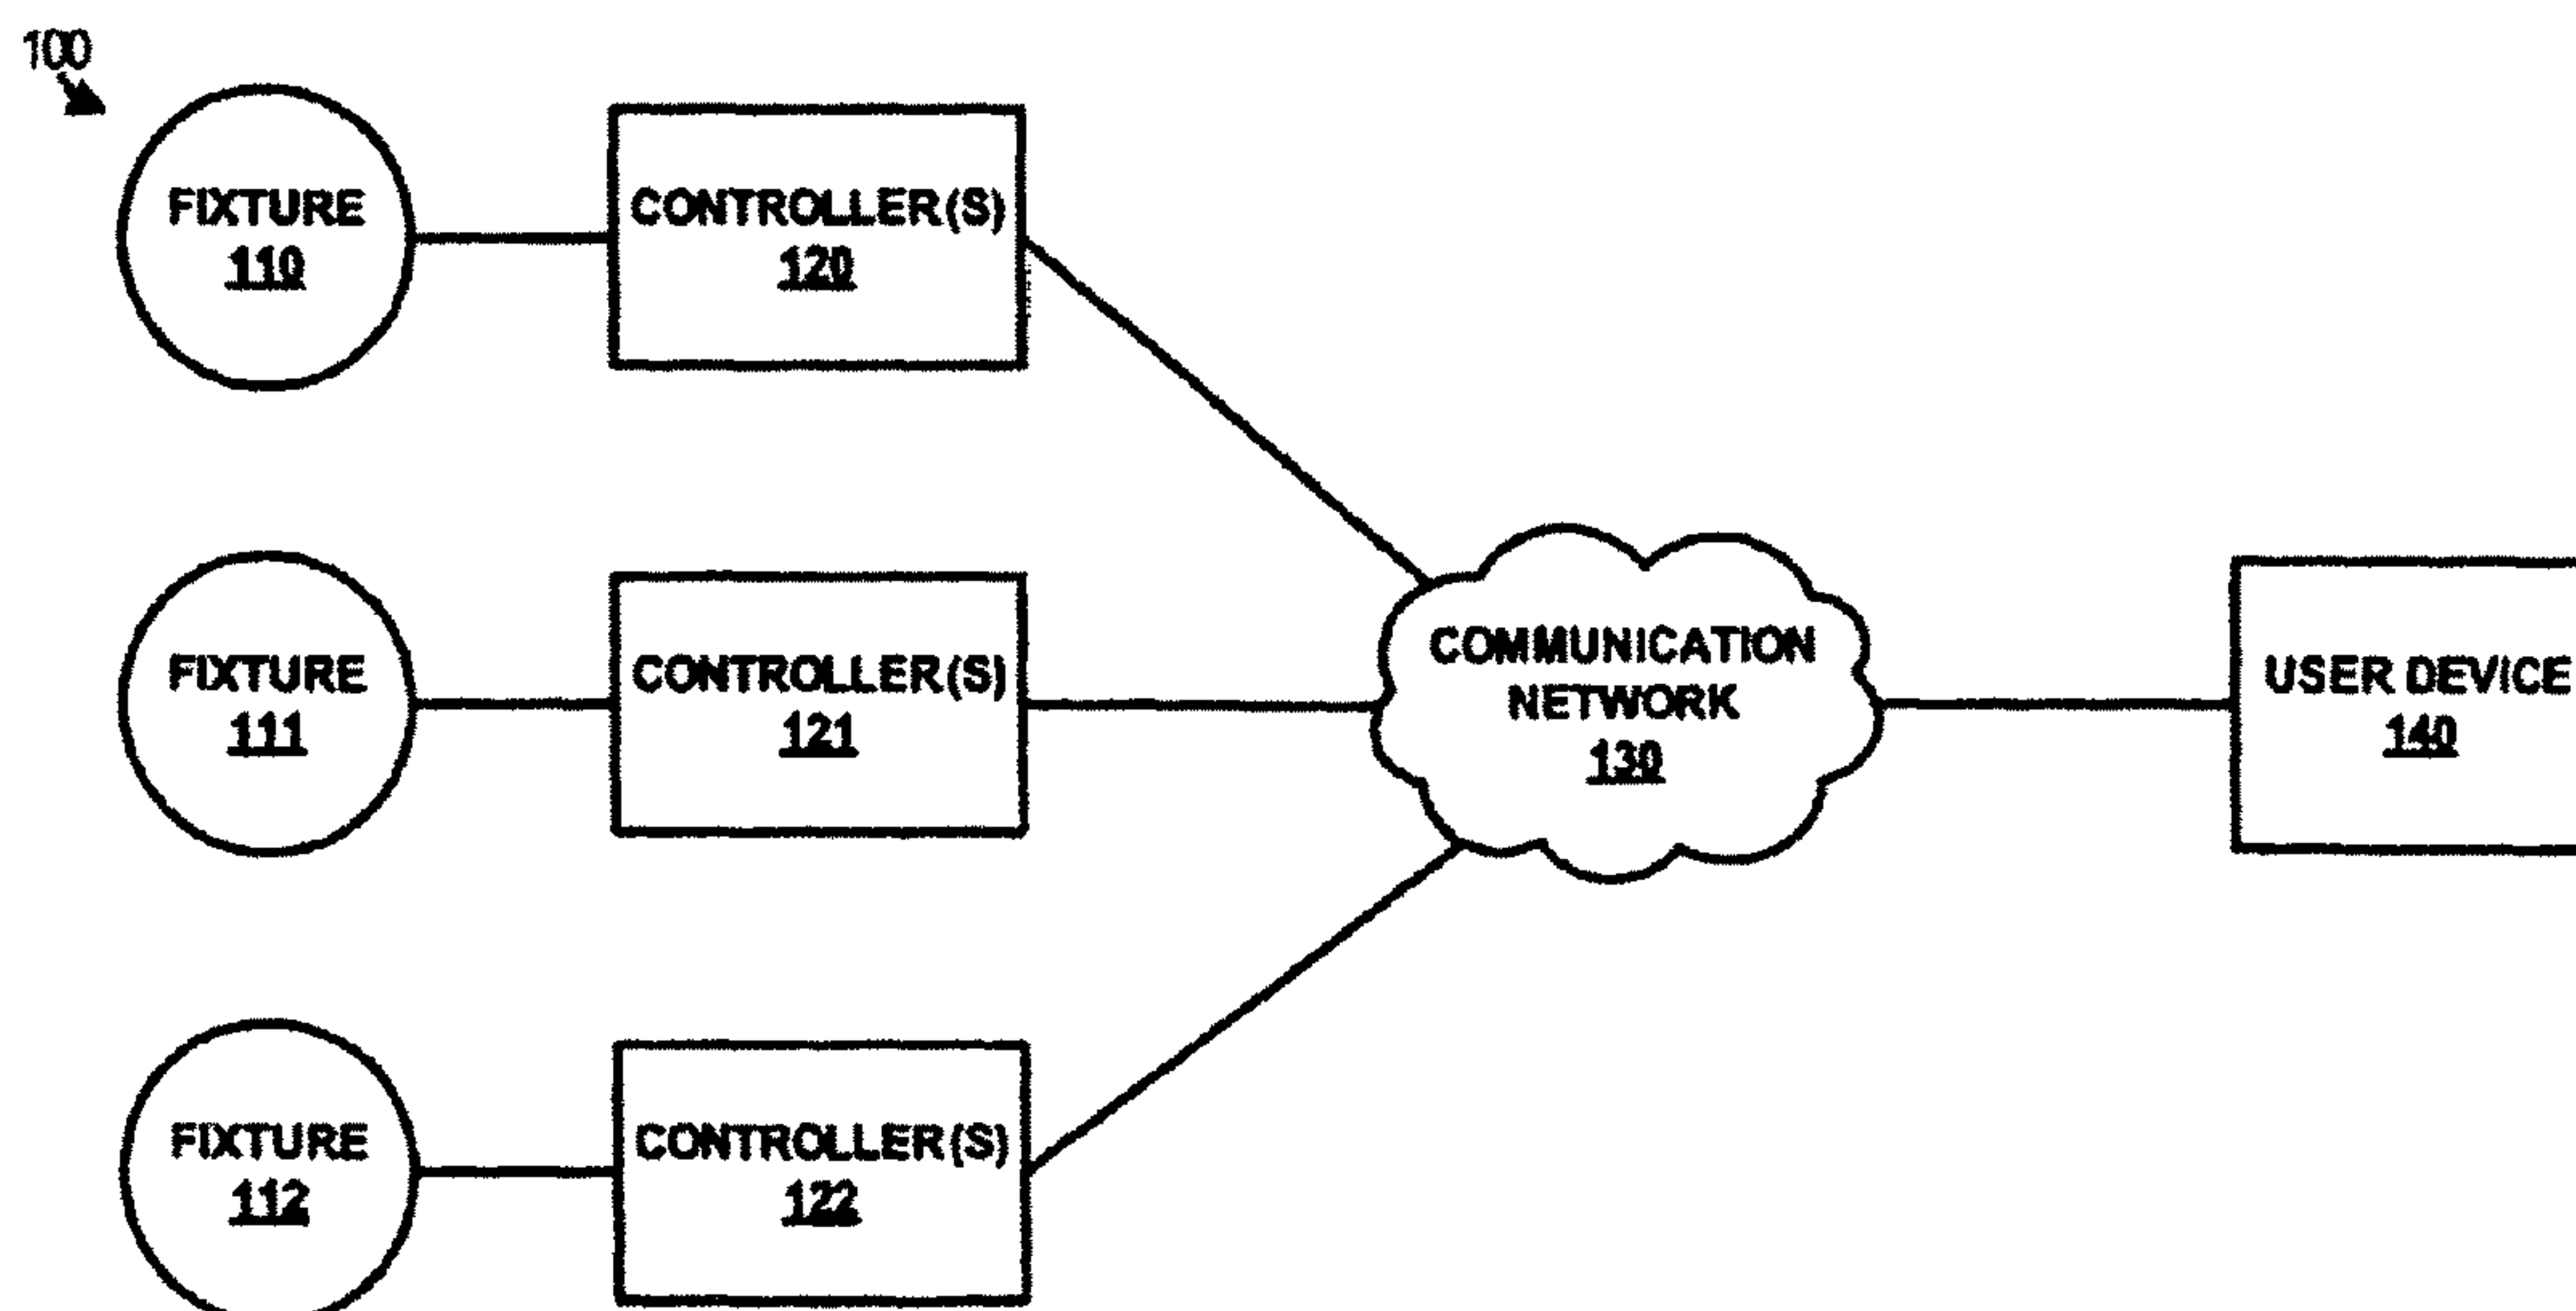 100
FIXTURE
110
CONTROLLER(S)
120
FIXTURE
111
CONTROLLER(S)
121
COMMUNICATION
NETWORK
130
USER DEVICE
140
FIXTURE
112
CONTROLLER(S)
122